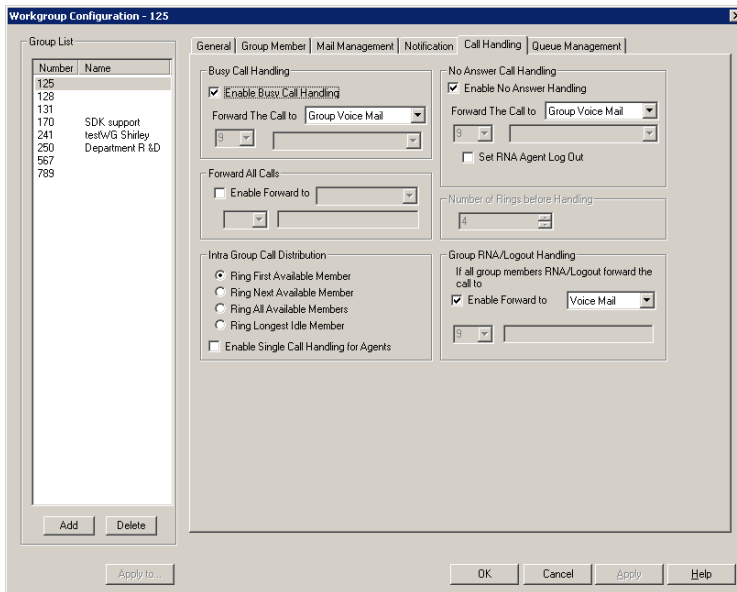 Workgroup Configuration - 125
Group List
Number Name
125
128
131
170 SDK support
241 testWG Shirley
250 Department R &D
567
789
Add Delete
Apply to...
General Group Member Mail Management Notification Call Handling Queue Management
Busy Call Handling
Enable Busy Call Handling
Forward The Call to Group Voice Mail
9
Forward All Calls
Enable Forward to
Intra Group Call Distribution
Ring First Available Member
Ring Next Available Member
Ring All Available Members
Ring Longest Idle Member
Enable Single Call Handling for Agents
No Answer Call Handling
Enable No Answer Handling
Forward The Call to Group Voice Mail
9
Set RNA Agent Log Out
Number of Rings before Handling
4
Group RNA/Logout Handling
If all group members RNA/Logout forward the
call to
Enable Forward to Voice Mail
9
OK Cancel Apply Help